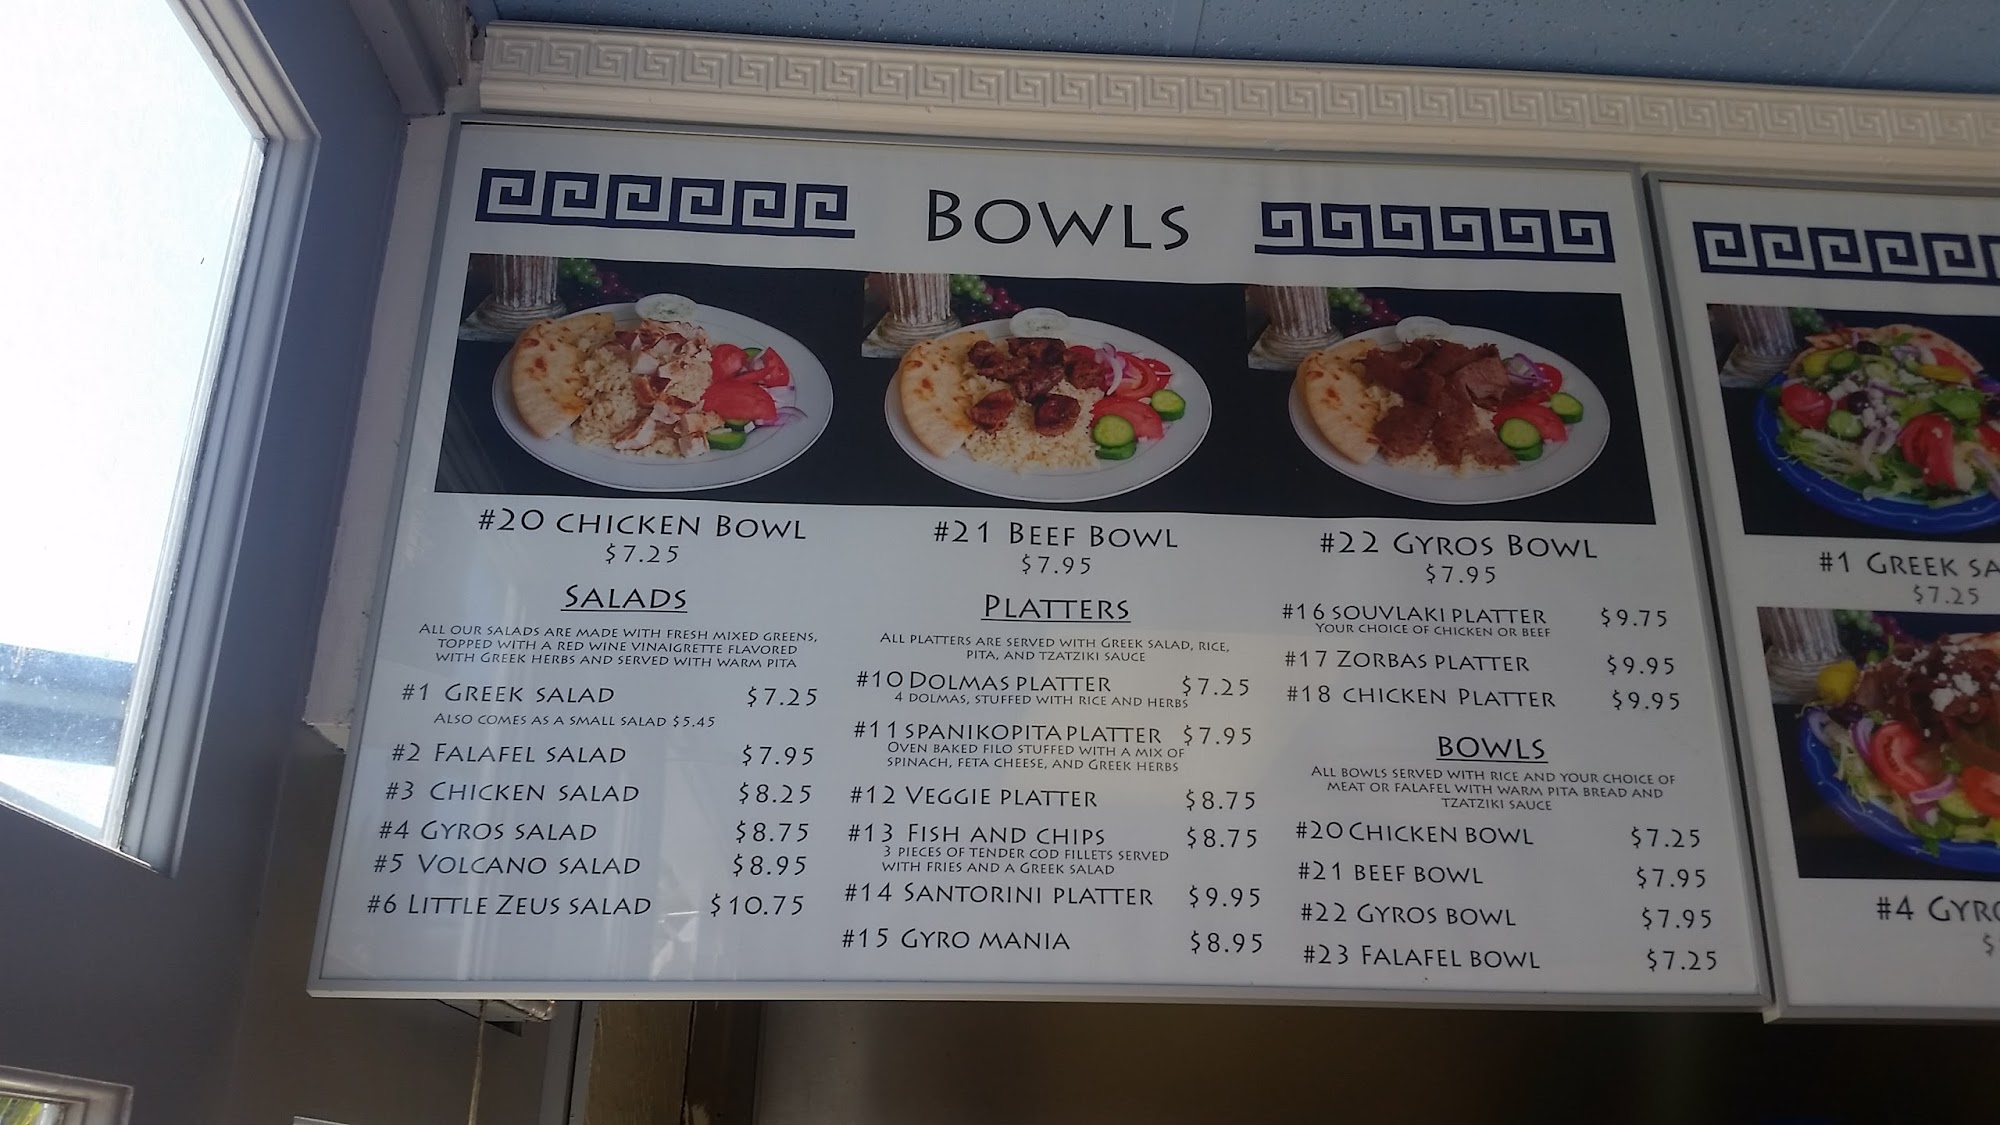 Bowls
#20 chicken Bowl
$7.25
#21 Beef Bowl
$7.95
#22 Gyros Bowl
$7.95
Salads
All our salads are made with fresh mixed greens,
topped with a red wine vinaigrette flavored
with Greek herbs and served with warm pita
#1 Greek salad $7.25
Also comes as a small salad $5.45
#2 Falafel salad $7.95
#3 Chicken salad $8.25
#4 Gyros salad $8.75
#5 Volcano salad $8.95
#6 Little Zeus salad $10.75
Platters
All platters are served with Greek salad, rice,
pita, and tzatziki sauce
#10 Dolmas platter $7.25
4 dolmas, stuffed with rice and herbs
#11 spanikopita platter $7.95
Oven baked filo stuffed with a mix of
spinach, feta cheese, and Greek herbs
#12 Veggie platter $8.75
#13 Fish and chips $8.75
3 pieces of tender cod fillets served
with fries and a Greek salad
#14 Santorini platter $9.95
#15 Gyro mania $8.95
#16 souvlaki platter $9.75
Your choice of chicken or beef
#17 Zorbas platter $9.95
#18 chicken Platter $9.95
Bowls
All bowls served with rice and your choice of
meat or falafel with warm pita bread and
tzatziki sauce
#20 Chicken bowl $7.25
#21 beef bowl $7.95
#22 Gyros bowl $7.95
#23 Falafel bowl $7.25
#1 Greek sa
$7.25
#4 Gyro
$